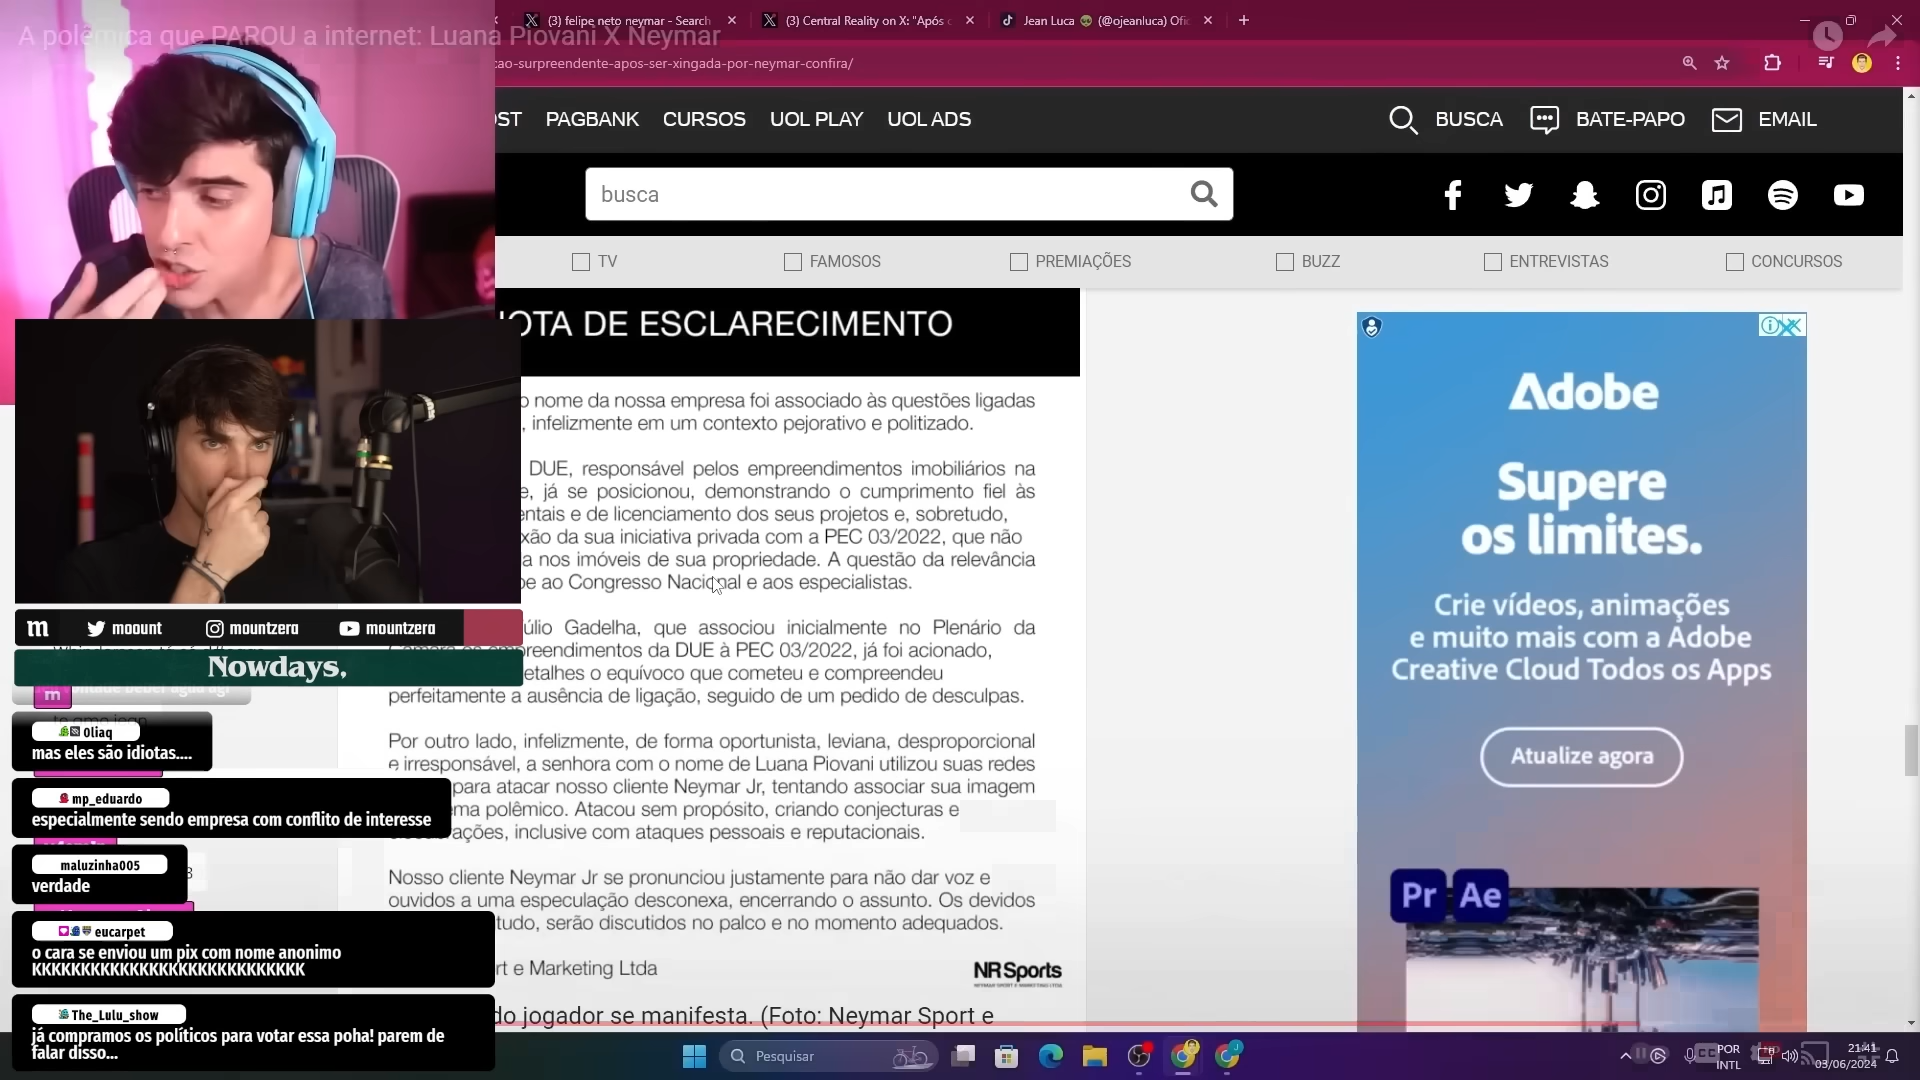 A polêmica que PAROU a internet: Luana Piovani X Neymar
(3) felipe neto neymar - Search
(3) Central Reality on X: "Após
Jean Luca (@ojeanluca) Ofic
cao-surpreendente-apos-ser-xingada-por-neymar-confira/
OST PAGBANK CURSOS UOL PLAY UOL ADS
BUSCA BATE-PAPO EMAIL
busca
TV FAMOSOS PREMIAÇÕES BUZZ ENTREVISTAS CONCURSOS
NOTA DE ESCLARECIMENTO
o nome da nossa empresa foi associado às questões ligadas
, infelizmente em um contexto pejorativo e politizado.
DUE, responsável pelos empreendimentos imobiliários na
e, já se posicionou, demonstrando o cumprimento fiel às
entais e de licenciamento dos seus projetos e, sobretudo,
xão da sua iniciativa privada com a PEC 03/2022, que não
a nos imóveis de sua propriedade. A questão da relevância
be ao Congresso Nacional e aos especialistas.
úlio Gadelha, que associou inicialmente no Plenário da
Câmara os empreendimentos da DUE à PEC 03/2022, já foi acionado,
etalhes o equívoco que cometeu e compreendeu
perfeitamente a ausência de ligação, seguido de um pedido de desculpas.
Por outro lado, infelizmente, de forma oportunista, leviana, desproporcional
e irresponsável, a senhora com o nome de Luana Piovani utilizou suas redes
para atacar nosso cliente Neymar Jr, tentando associar sua imagem
ema polêmico. Atacou sem propósito, criando conjecturas e
ações, inclusive com ataques pessoais e reputacionais.
Nosso cliente Neymar Jr se pronunciou justamente para não dar voz e
ouvidos a uma especulação desconexa, encerrando o assunto. Os devidos
tudo, serão discutidos no palco e no momento adequados.
rt e Marketing Ltda
NR Sports
do jogador se manifesta. (Foto: Neymar Sport e
Adobe
Supere
os limites.
Crie vídeos, animações
e muito mais com a Adobe
Creative Cloud Todos os Apps
Atualize agora
Pr Ae
m moount mountzera mountzera
Nowdays,
m
te amo jean
0liaq
mas eles são idiotas....
mp_eduardo
especialmente sendo empresa com conflito de interesse
maluzinha005
verdade
3
eucarpet
o cara se enviou um pix com nome anonimo
KKKKKKKKKKKKKKKKKKKKKKKKKKKK
The_Lulu_show
já compramos os políticos para votar essa poha! parem de
falar disso...
Pesquisar
POR
INTL
21:41
03/06/2024